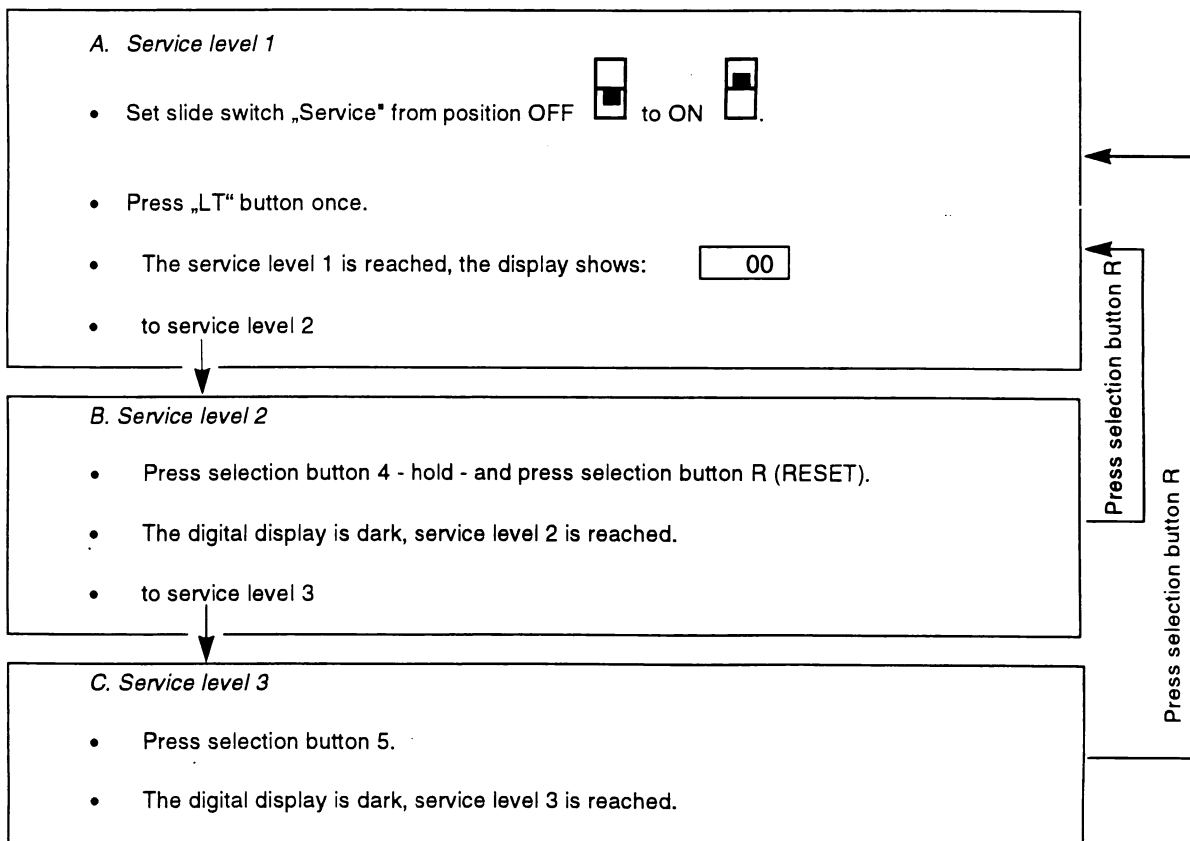 A. Service level 1
• Set slide switch „Service" from position OFF to ON .
• Press „LT“ button once.
• The service level 1 is reached, the display shows: 00
• to service level 2
B. Service level 2
• Press selection button 4 - hold - and press selection button R (RESET).
• The digital display is dark, service level 2 is reached.
• to service level 3
C. Service level 3
• Press selection button 5.
• The digital display is dark, service level 3 is reached.
Press selection button R
Press selection button R